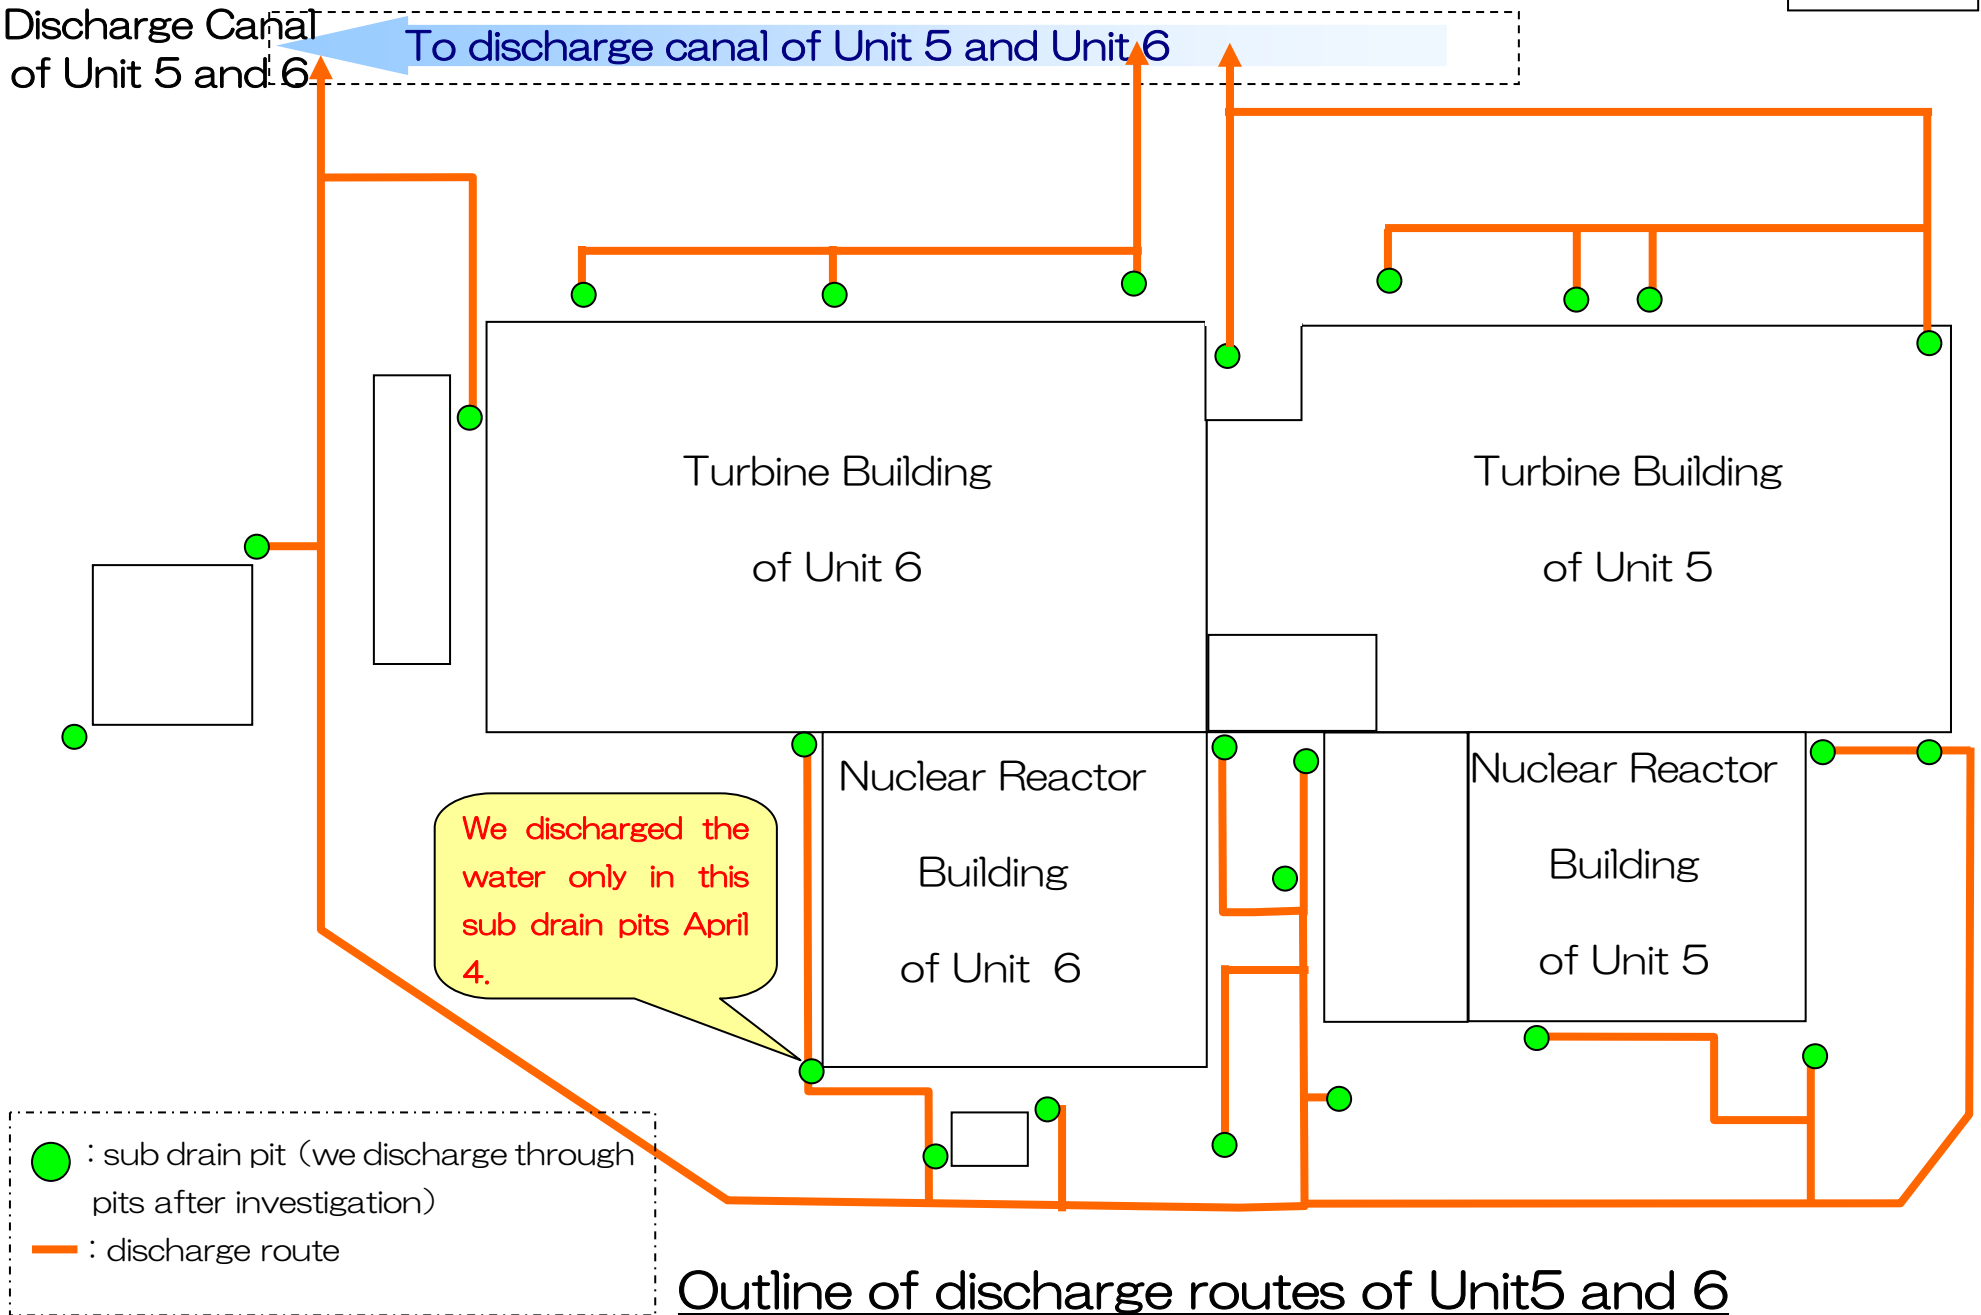 Discharge Canal
of Unit 5 and 6
To discharge canal of Unit 5 and Unit 6
Turbine Building
of Unit 6
Turbine Building
of Unit 5
Nuclear Reactor
Building
of Unit 6
Nuclear Reactor
Building
of Unit 5
We discharged the
water only in this
sub drain pits April
4.
: sub drain pit (we discharge through
pits after investigation)
: discharge route
Outline of discharge routes of Unit5 and 6